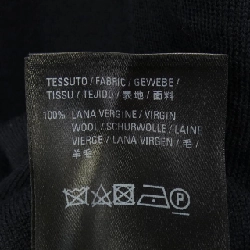 TESSUTO / FABRIC / GEWEBE /
TISSU / TEJIDO / 表地 / 面料
100% LANA VERGINE / VIRGIN
WOOL / SCHURWOLLE / LAINE
VIERGE / LANA VIRGEN / 毛 /
羊毛